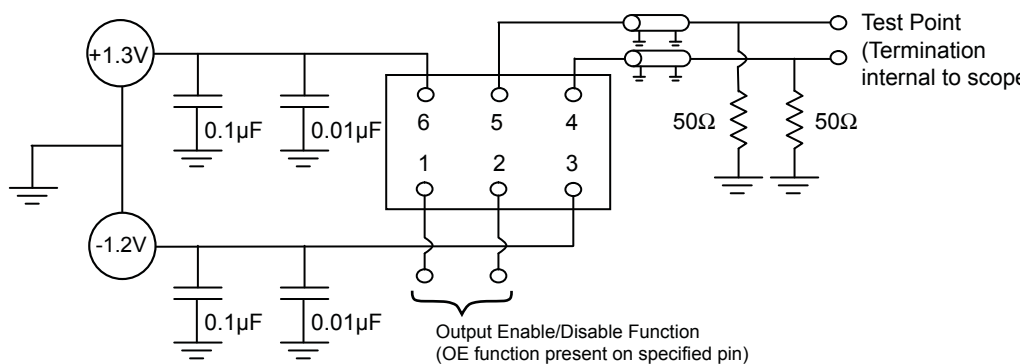 +1.3V
0.1µF
0.01µF
6
5
4
1
2
3
Test Point
(Termination
internal to scope
50Ω
50Ω
-1.2V
0.1µF
0.01µF
Output Enable/Disable Function
(OE function present on specified pin)